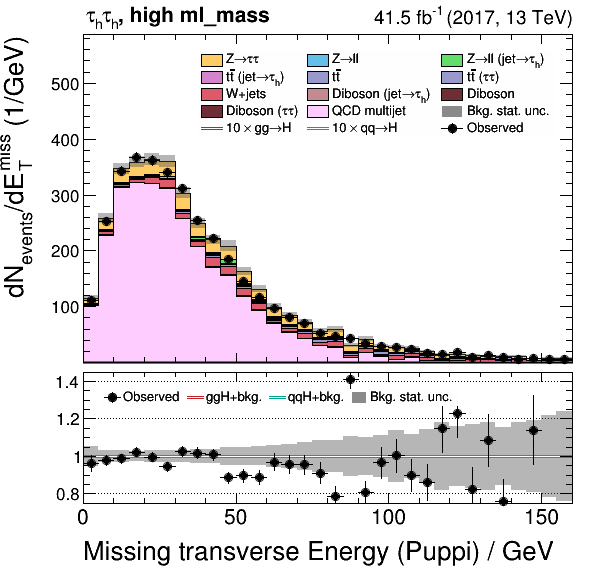 τhτh, high ml_mass
41.5 fb-1 (2017, 13 TeV)
dNevents/dETmiss (1/GeV)
500
400
300
200
100
Z→ττ
Z→ll
Z→ll (jet→τh)
tt̄ (jet→τh)
tt̄
tt̄ (ττ)
W+jets
Diboson (jet→τh)
Diboson
Diboson (ττ)
QCD multijet
Bkg. stat. unc.
10 × gg→H
10 × qq→H
Observed
1.4
1.2
1.0
0.8
Observed
ggH+bkg.
qqH+bkg.
Bkg. stat. unc.
0
50
100
150
Missing transverse Energy (Puppi) / GeV